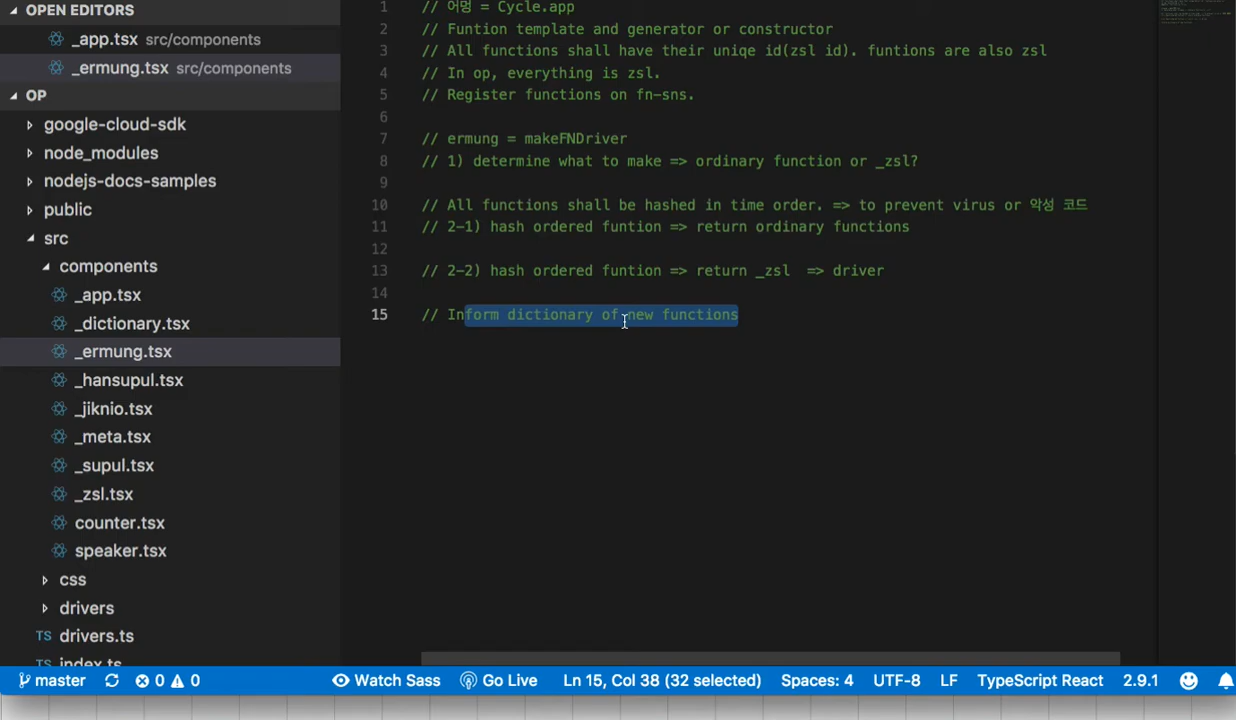 OPEN EDITORS
_app.tsx src/components
_ermung.tsx src/components
OP
google-cloud-sdk
node_modules
nodejs-docs-samples
public
src
components
_app.tsx
_dictionary.tsx
_ermung.tsx
_hansupul.tsx
_jiknio.tsx
_meta.tsx
_supul.tsx
_zsl.tsx
counter.tsx
speaker.tsx
css
drivers
TS drivers.ts
TS index.ts
1 // 어멍 = Cycle.app
2 // Funtion template and generator or constructor
3 // All functions shall have their uniqe id(zsl id). funtions are also zsl
4 // In op, everything is zsl.
5 // Register functions on fn-sns.
6
7 // ermung = makeFNDriver
8 // 1) determine what to make => ordinary function or _zsl?
9
10 // All functions shall be hashed in time order. => to prevent virus or 악성 코드
11 // 2-1) hash ordered funtion => return ordinary functions
12
13 // 2-2) hash ordered funtion => return _zsl  => driver
14
15 // Inform dictionary of new functions
master 0 0 Watch Sass Go Live Ln 15, Col 38 (32 selected) Spaces: 4 UTF-8 LF TypeScript React 2.9.1